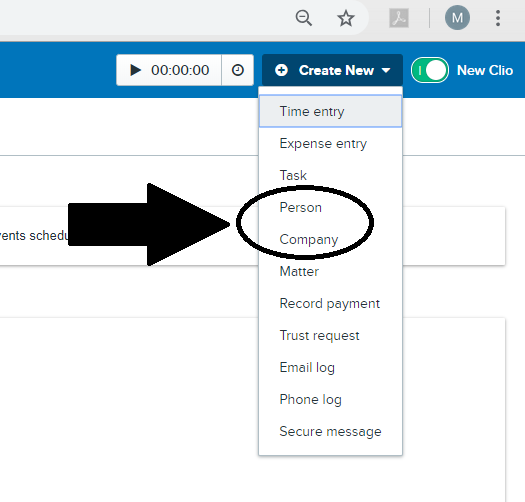 M
00:00:00
Create New
New Clio
Time entry
Expense entry
Task
Person
vents schedu
Company
Matter
Record payment
Trust request
Email log
Phone log
Secure message